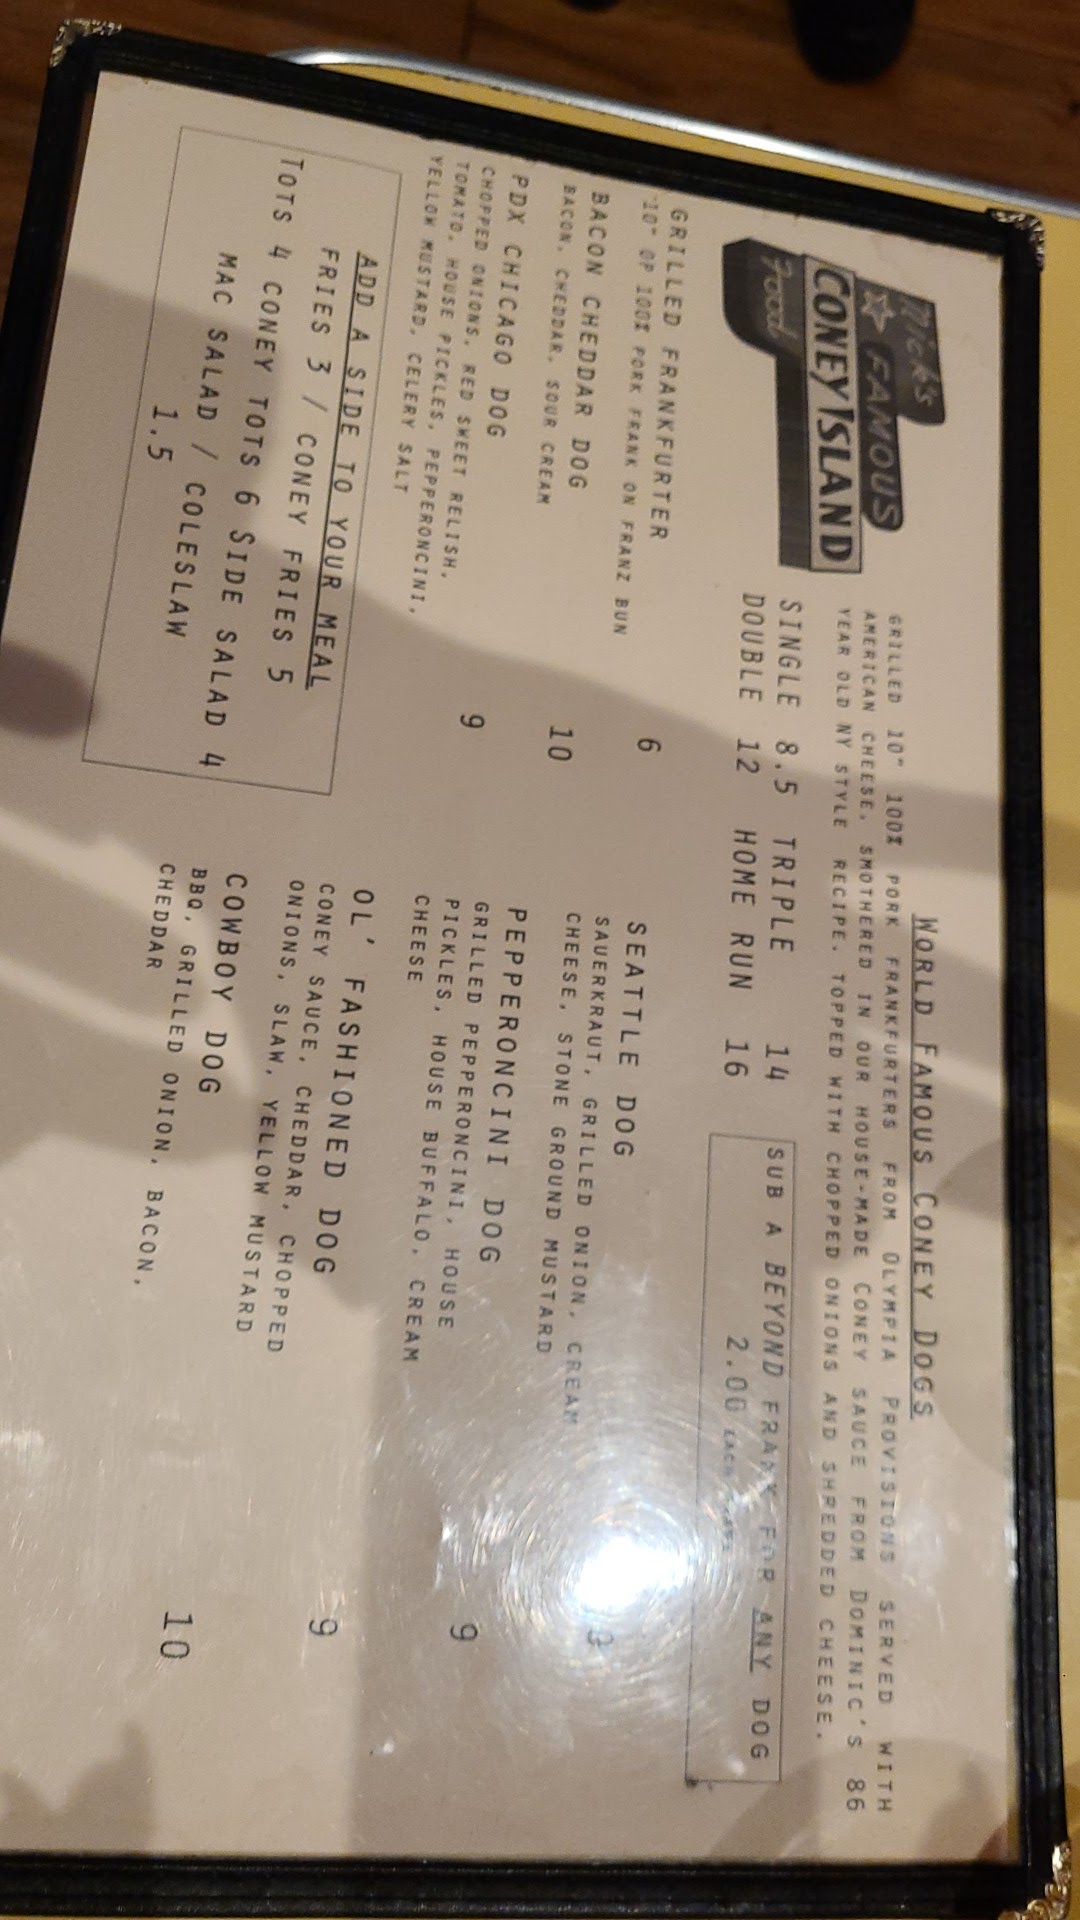 Nick's
FAMOUS
CONEY ISLAND
Food
WORLD FAMOUS CONEY DOGS
GRILLED 10" 100% PORK FRANKFURTERS FROM OLYMPIA PROVISIONS SERVED WITH
AMERICAN CHEESE, SMOTHERED IN OUR HOUSE-MADE CONEY SAUCE FROM DOMINIC'S 86
YEAR OLD NY STYLE RECIPE. TOPPED WITH CHOPPED ONIONS AND SHREDDED CHEESE.
SINGLE 8.5 TRIPLE 14
DOUBLE 12 HOME RUN 16
SUB A BEYOND FRANK FOR ANY DOG
2.00 EACH
GRILLED FRANKFURTER 6
10" OP 100% PORK FRANK ON FRANZ BUN
BACON CHEDDAR DOG 10
BACON, CHEDDAR, SOUR CREAM
PDX CHICAGO DOG 9
CHOPPED ONIONS, RED SWEET RELISH,
TOMATO, HOUSE PICKLES, PEPPERONCINI,
YELLOW MUSTARD, CELERY SALT
ADD A SIDE TO YOUR MEAL
FRIES 3 / CONEY FRIES 5
TOTS 4 CONEY TOTS 6 SIDE SALAD 4
MAC SALAD / COLESLAW
1.5
SEATTLE DOG
SAUERKRAUT, GRILLED ONION, CREAM
CHEESE, STONE GROUND MUSTARD
PEPPERONCINI DOG 9
GRILLED PEPPERONCINI, HOUSE
PICKLES, HOUSE BUFFALO, CREAM
CHEESE
OL' FASHIONED DOG 9
CONEY SAUCE, CHEDDAR, CHOPPED
ONIONS, SLAW, YELLOW MUSTARD
COWBOY DOG 10
BBQ, GRILLED ONION, BACON,
CHEDDAR